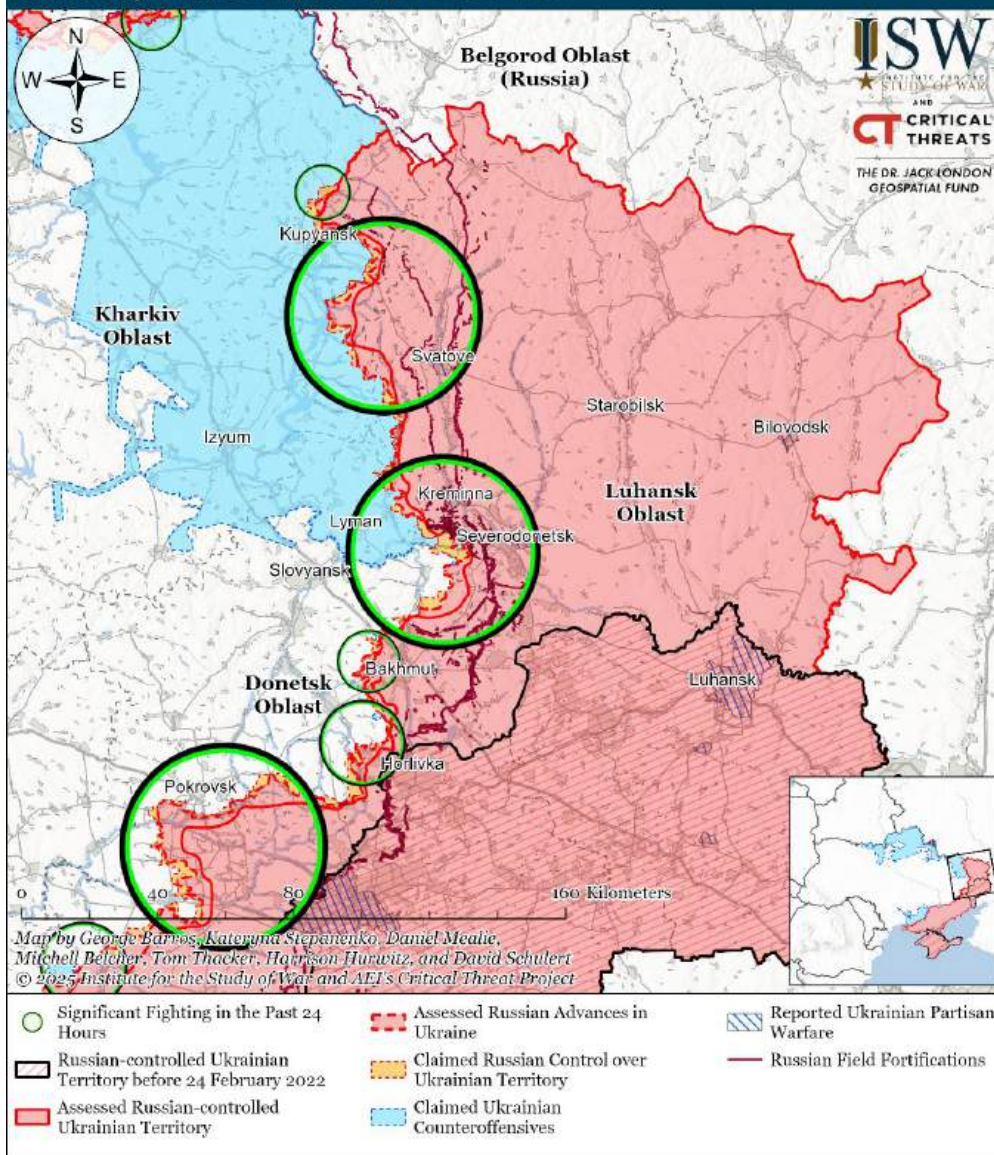 N
W
E
S
Belgorod Oblast
(Russia)
ISW
INSTITUTE FOR THE
STUDY OF WAR
AND
CT CRITICAL
THREATS
THE DR. JACK LONDON
GEOSPATIAL FUND
Kupyansk
Kharkiv
Oblast
Svatove
Starobilsk
Bilovodsk
Izyum
Kreminna
Luhansk
Oblast
Lyman
Severodonetsk
Slovyansk
Bakhmut
Luhansk
Donetsk
Oblast
Horlivka
Pokrovsk
0
40
80
160 Kilometers
Map by George Barros, Kateryna Stepanenko, Daniel Mealie,
Mitchell Belcher, Tom Thacker, Harrison Hurwitz, and David Schulert
© 2025 Institute for the Study of War and AEI's Critical Threat Project
Significant Fighting in the Past 24
Hours
Russian-controlled Ukrainian
Territory before 24 February 2022
Assessed Russian-controlled
Ukrainian Territory
Assessed Russian Advances in
Ukraine
Claimed Russian Control over
Ukrainian Territory
Claimed Ukrainian
Counteroffensives
Reported Ukrainian Partisan
Warfare
Russian Field Fortifications